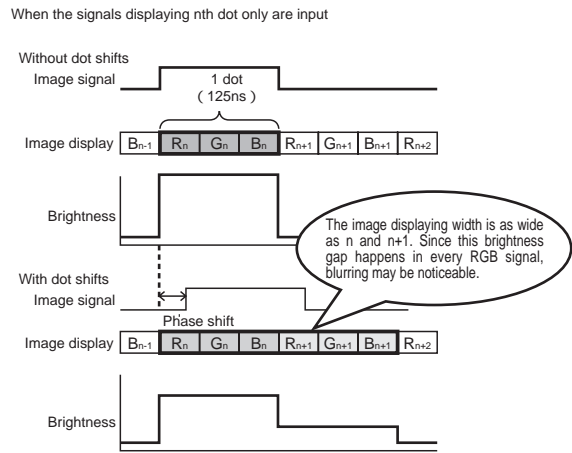 When the signals displaying nth dot only are input
Without dot shifts
Image signal
1 dot
( 125ns )
Image display Bn-1 Rn Gn Bn Rn+1 Gn+1 Bn+1 Rn+2
Brightness
The image displaying width is as wide
as n and n+1. Since this brightness
gap happens in every RGB signal,
blurring may be noticeable.
With dot shifts
Image signal
Phase shift
Image display Bn-1 Rn Gn Bn Rn+1 Gn+1 Bn+1 Rn+2
Brightness